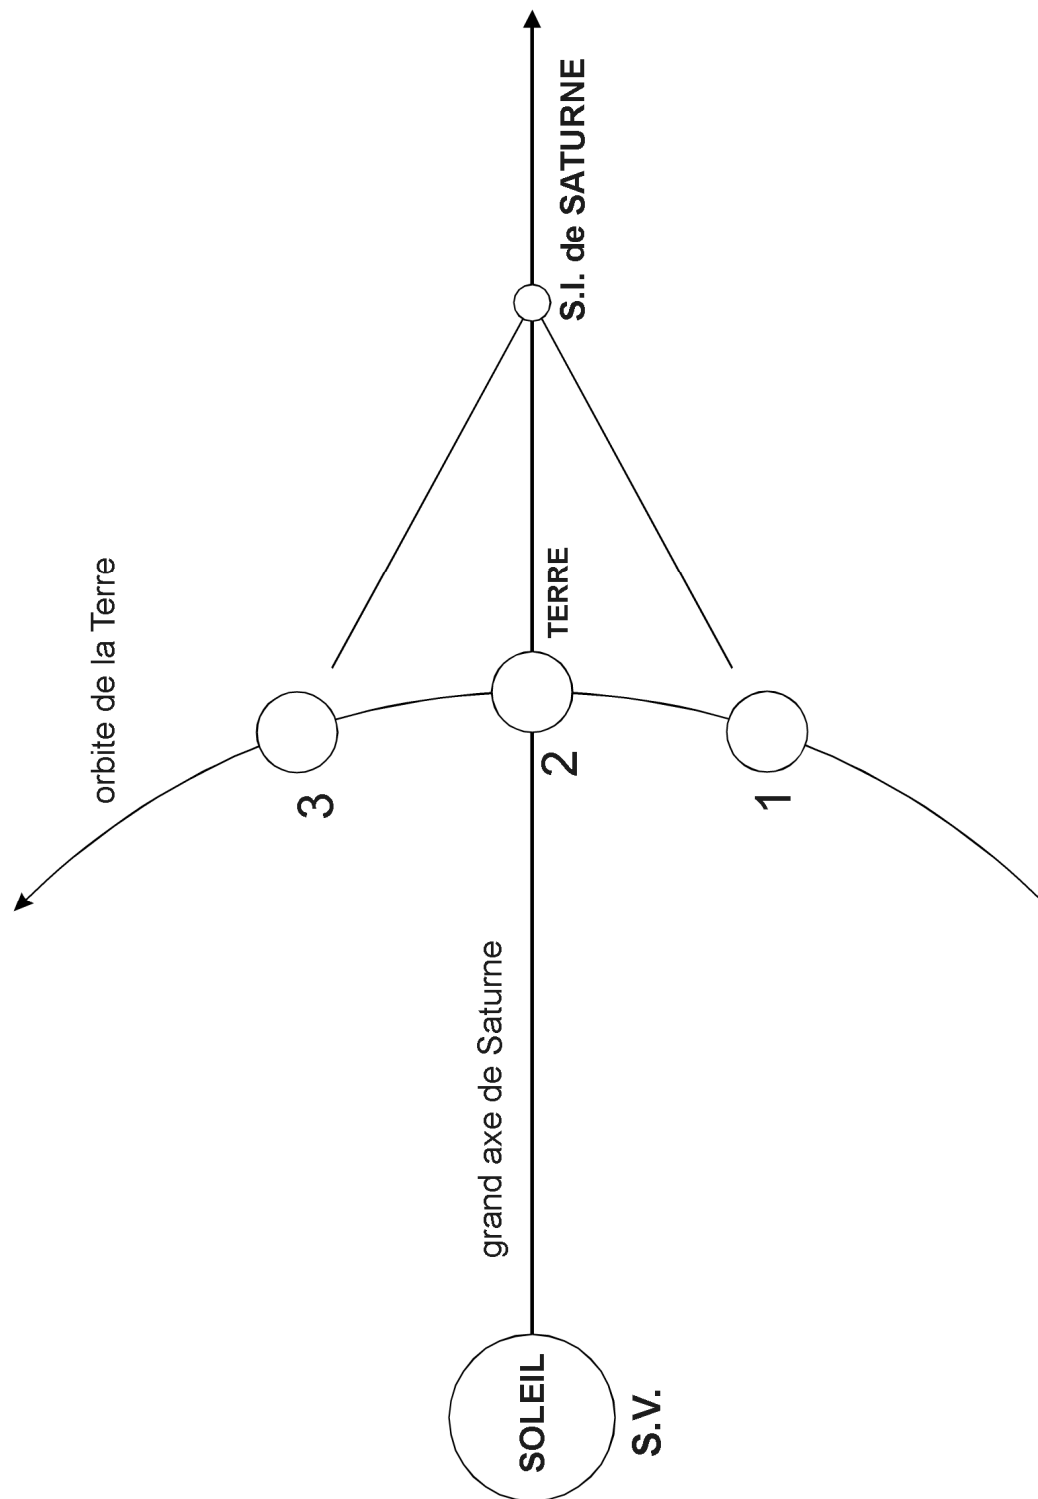 S.I. de SATURNE
orbite de la Terre
TERRE
3
2
1
grand axe de Saturne
SOLEIL
S.V.